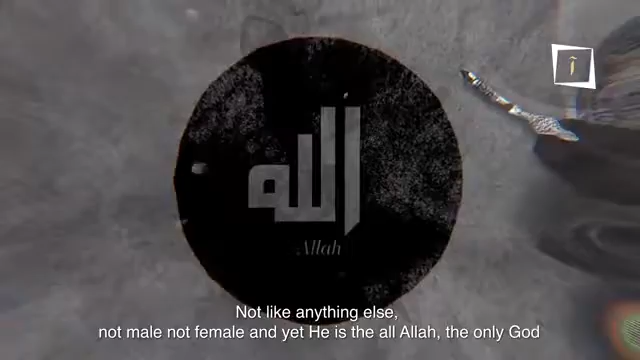 الله
Allah
Not like anything else,
not male not female and yet He is the all Allah, the only God